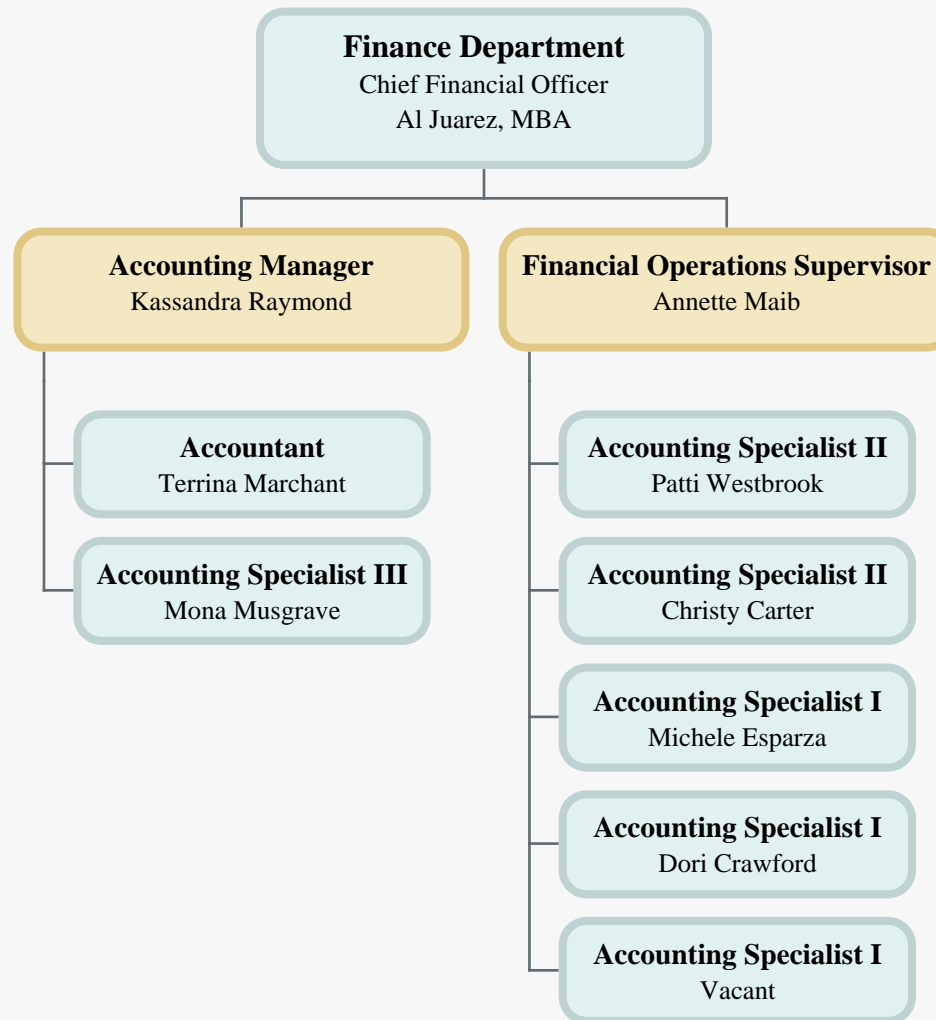 Finance Department
Chief Financial Officer
Al Juarez, MBA
Accounting Manager
Kassandra Raymond
Financial Operations Supervisor
Annette Maib
Accountant
Terrina Marchant
Accounting Specialist III
Mona Musgrave
Accounting Specialist II
Patti Westbrook
Accounting Specialist II
Christy Carter
Accounting Specialist I
Michele Esparza
Accounting Specialist I
Dori Crawford
Accounting Specialist I
Vacant